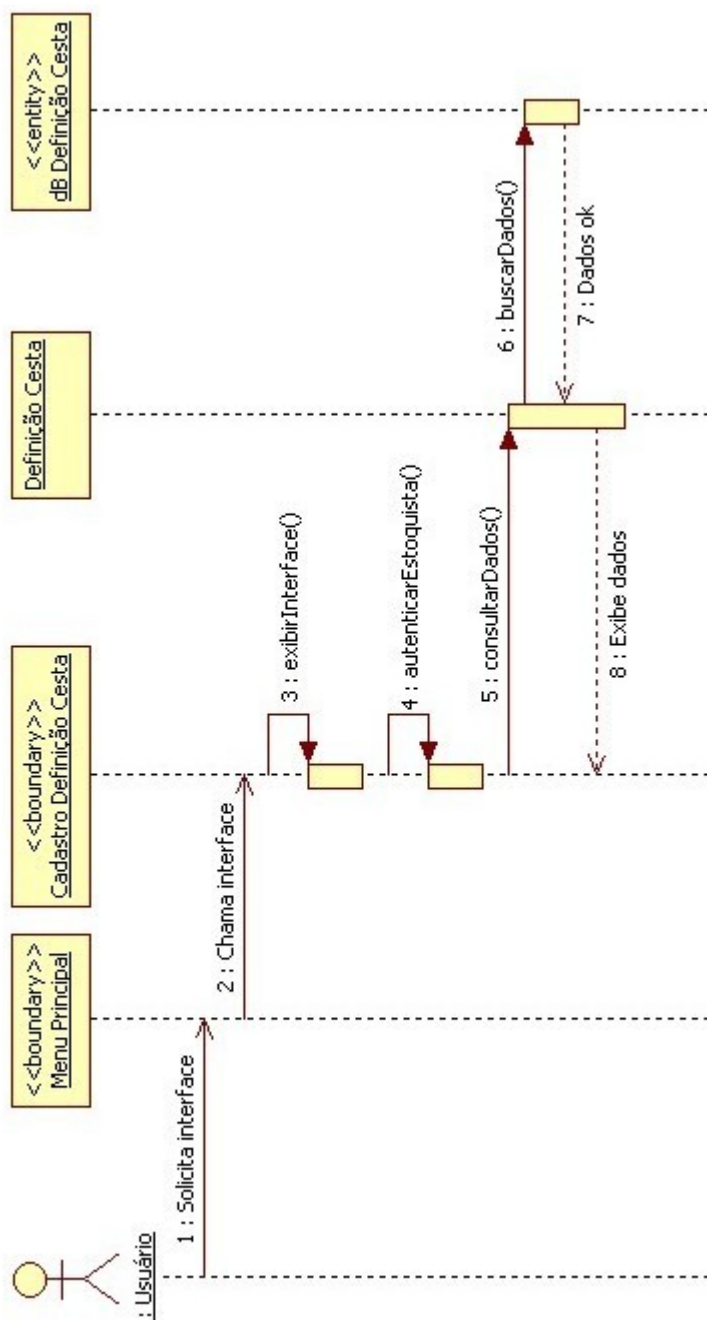 : Usuário
<<boundary>>
Menu Principal
<<boundary>>
Cadastro Definição Cesta
Definição Cesta
<<entity>>
dB Definição Cesta
1 : Solicita interface
2 : Chama interface
3 : exibirInterface()
4 : autenticarEstoquista()
5 : consultarDados()
6 : buscarDados()
7 : Dados ok
8 : Exibe dados